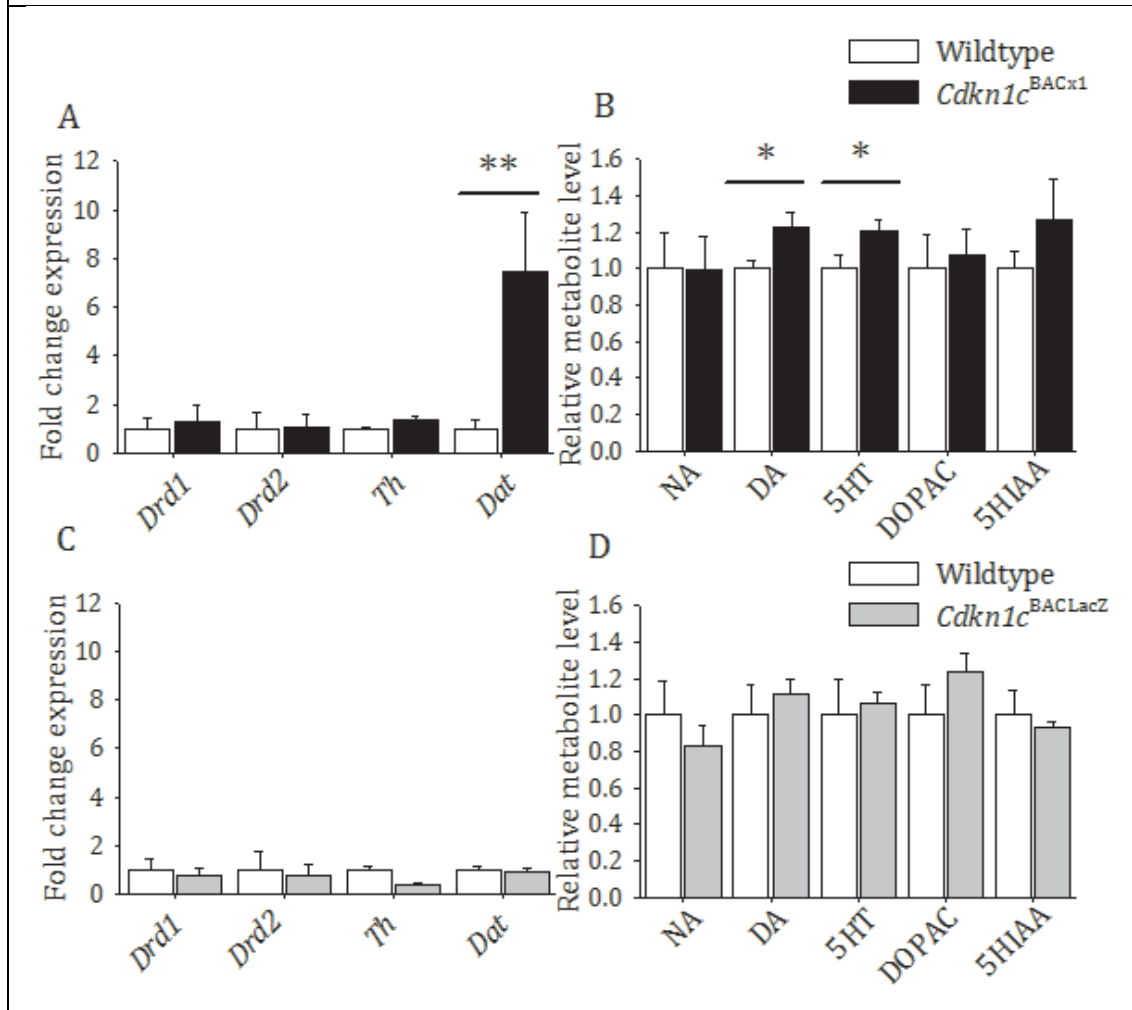 Wildtype
Cdkn1c^BACx1
A
B
**
* *
Fold change expression
12
10
8
6
4
2
0
Drd1 Drd2 Th Dat
Relative metabolite level
1.6
1.4
1.2
1.0
0.8
0.6
0.4
0.2
0.0
NA DA 5HT DOPAC 5HIAA
C
D
Wildtype
Cdkn1c^BACLacZ
Fold change expression
12
10
8
6
4
2
0
Drd1 Drd2 Th Dat
Relative metabolite level
1.6
1.4
1.2
1.0
0.8
0.6
0.4
0.2
0.0
NA DA 5HT DOPAC 5HIAA